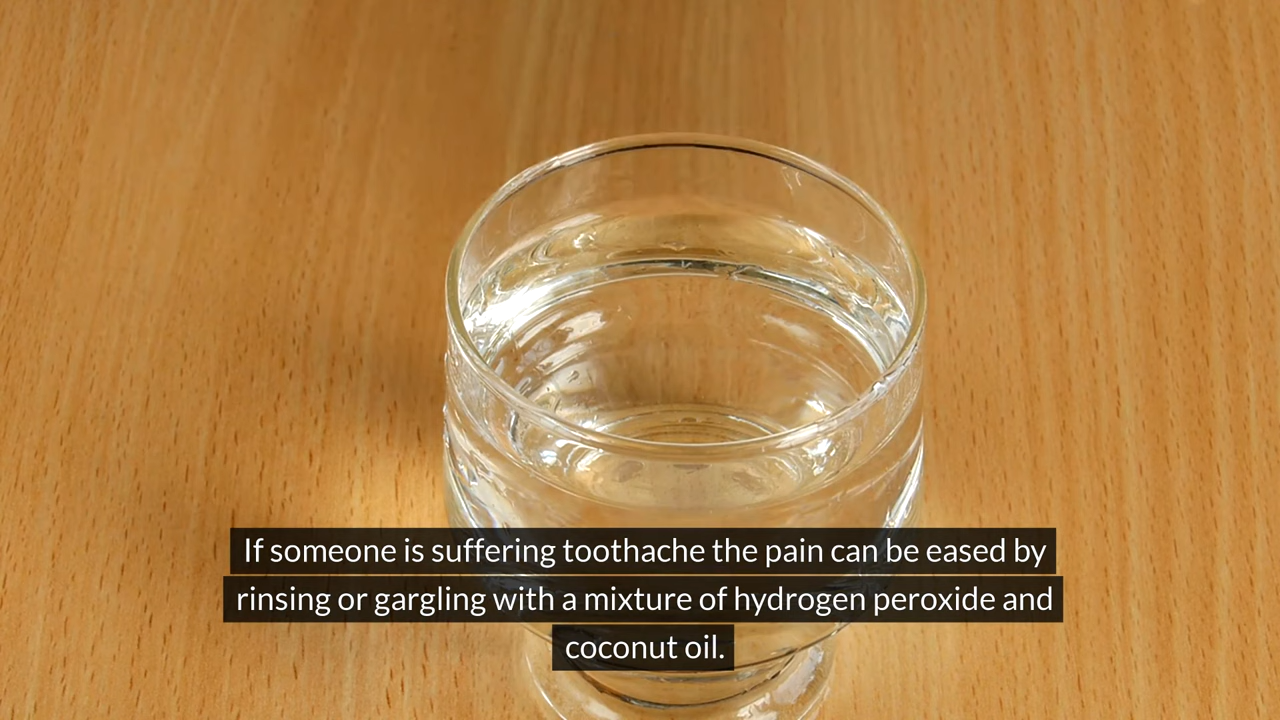 If someone is suffering toothache the pain can be eased by
rinsing or gargling with a mixture of hydrogen peroxide and
coconut oil.